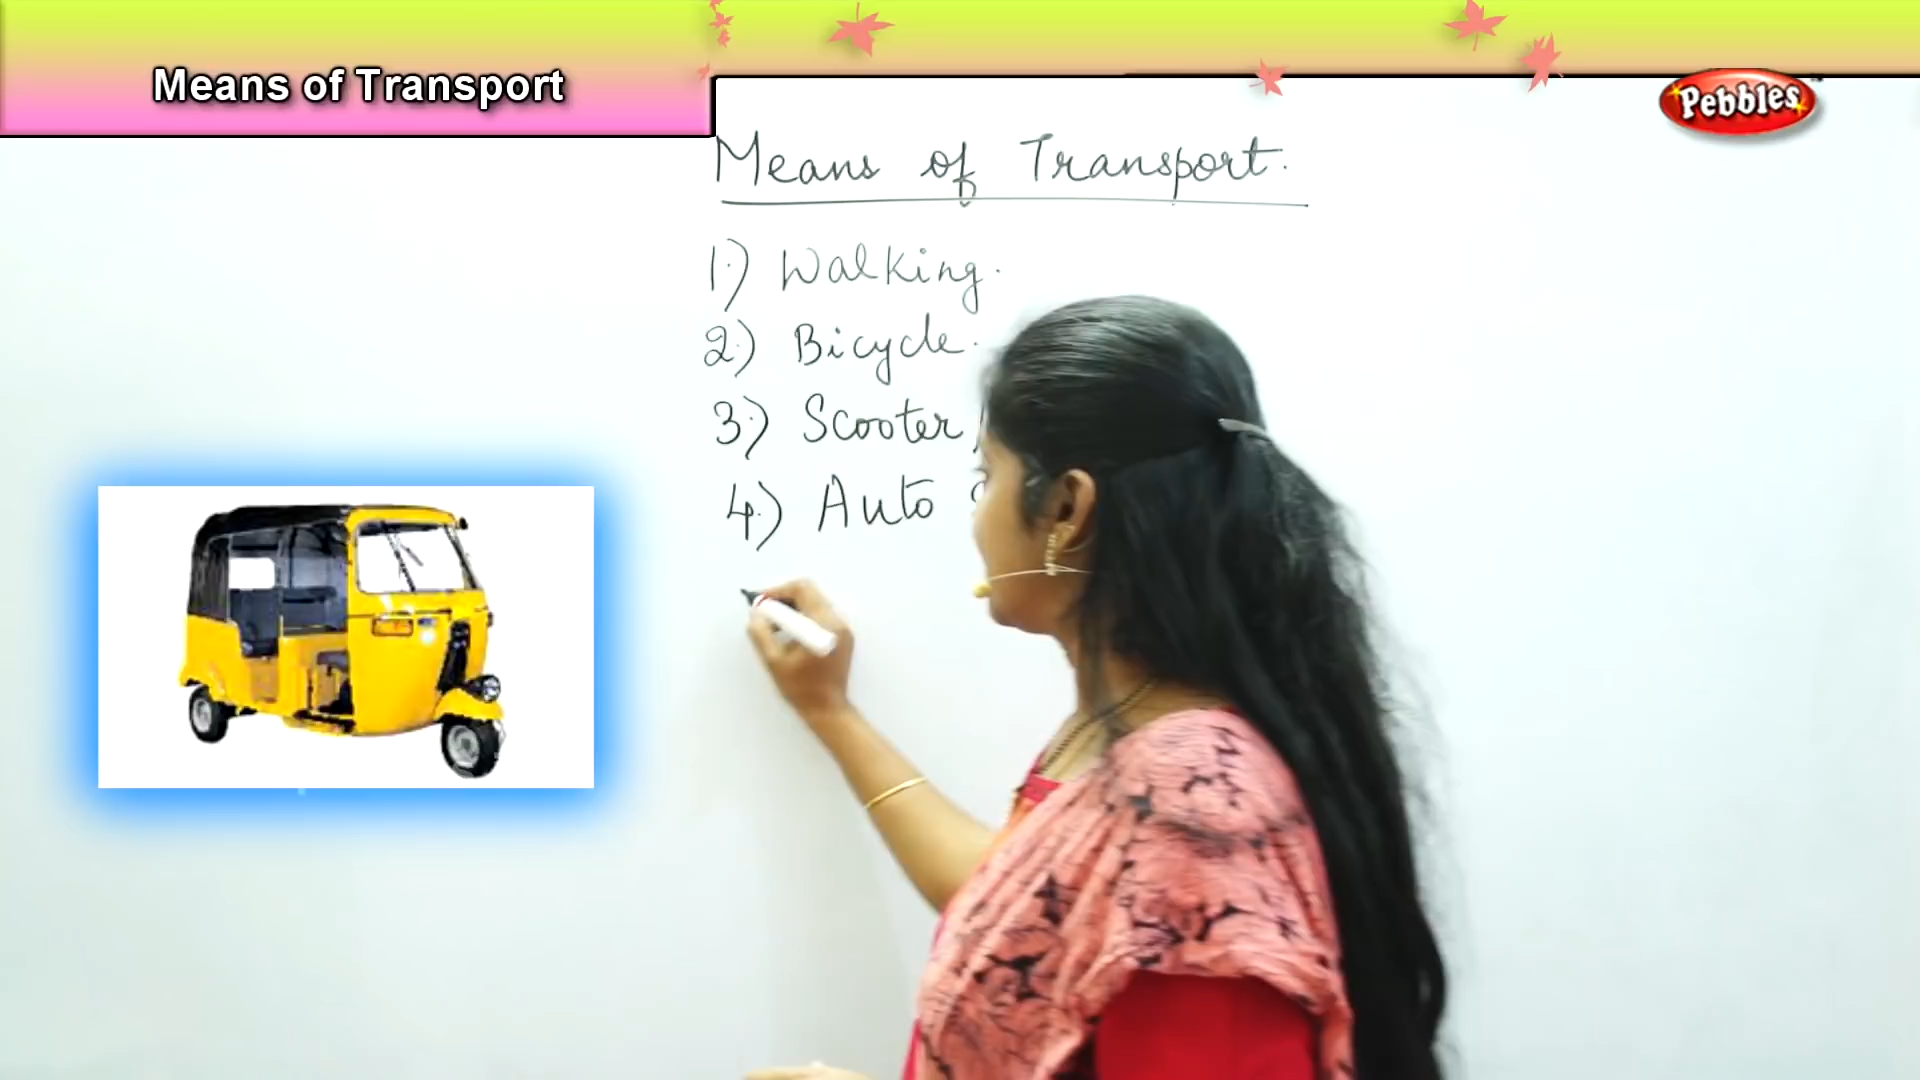 Means of Transport
Pebbles
Means of Transport.
1.) Walking.
2.) Bicycle.
3.) Scooter
4.) Auto